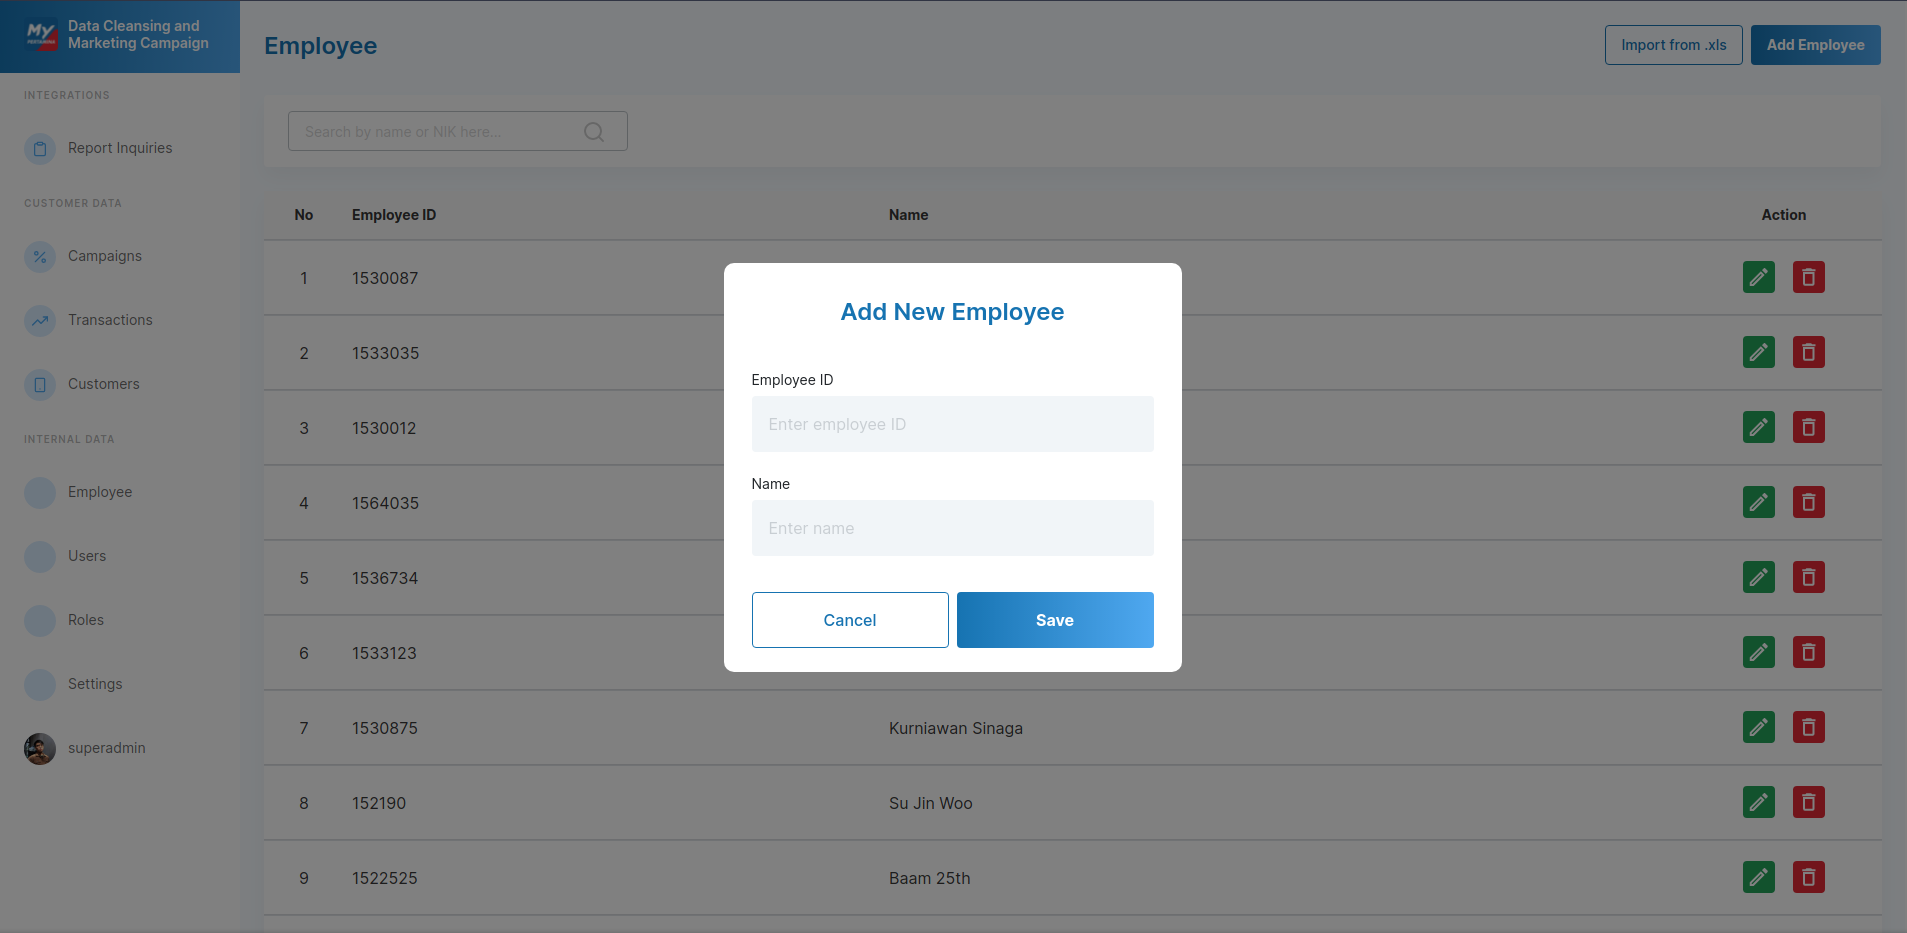 My
Data Cleansing and
Marketing Campaign
INTEGRATIONS
Report Inquiries
CUSTOMER DATA
Campaigns
Transactions
Customers
INTERNAL DATA
Employee
Users
Roles
Settings
superadmin
Employee
Import from .xls
Add Employee
Search by name or NIK here...
No Employee ID Name Action
1 1530087
2 1533035
3 1530012
4 1564035
5 1536734
6 1533123
7 1530875 Kurniawan Sinaga
8 152190 Su Jin Woo
9 1522525 Baam 25th
Add New Employee
Employee ID
Enter employee ID
Name
Enter name
Cancel
Save